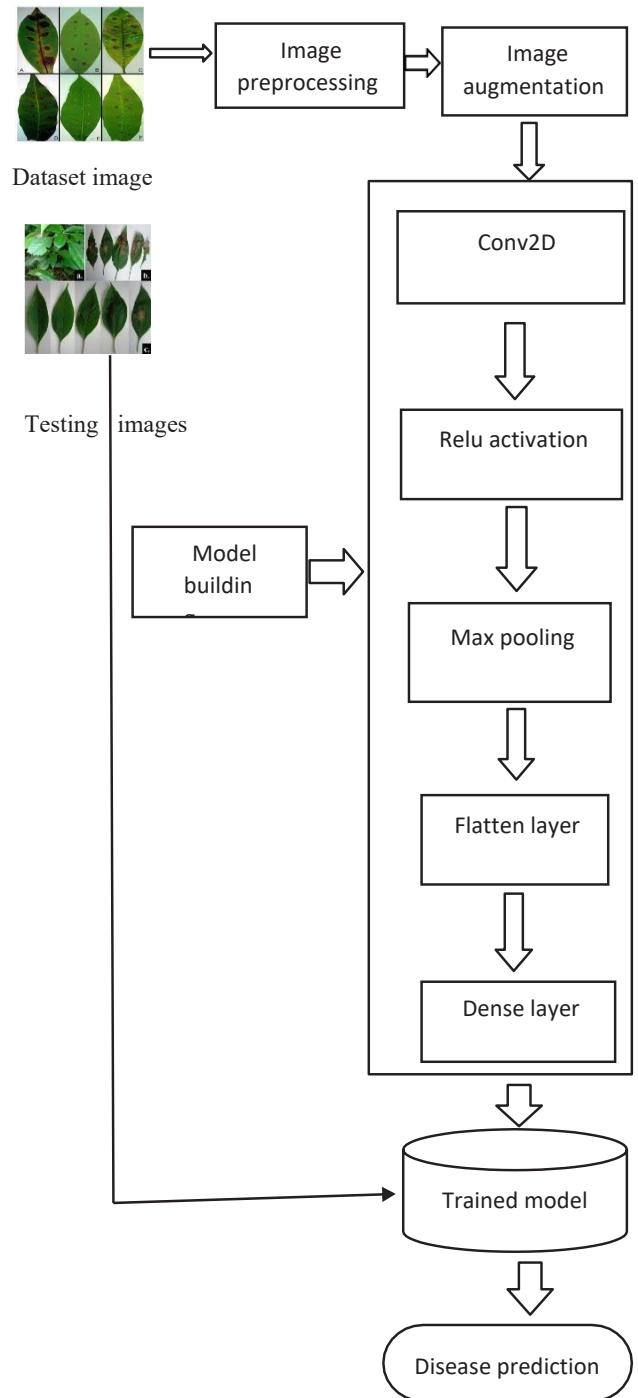 Image
preprocessing
Image
augmentation
A
B
C
D
E
F
Dataset image
Conv2D
a.
b.
c
Relu activation
Testing images
Model
buildin
Max pooling
Flatten layer
Dense layer
Trained model
Disease prediction